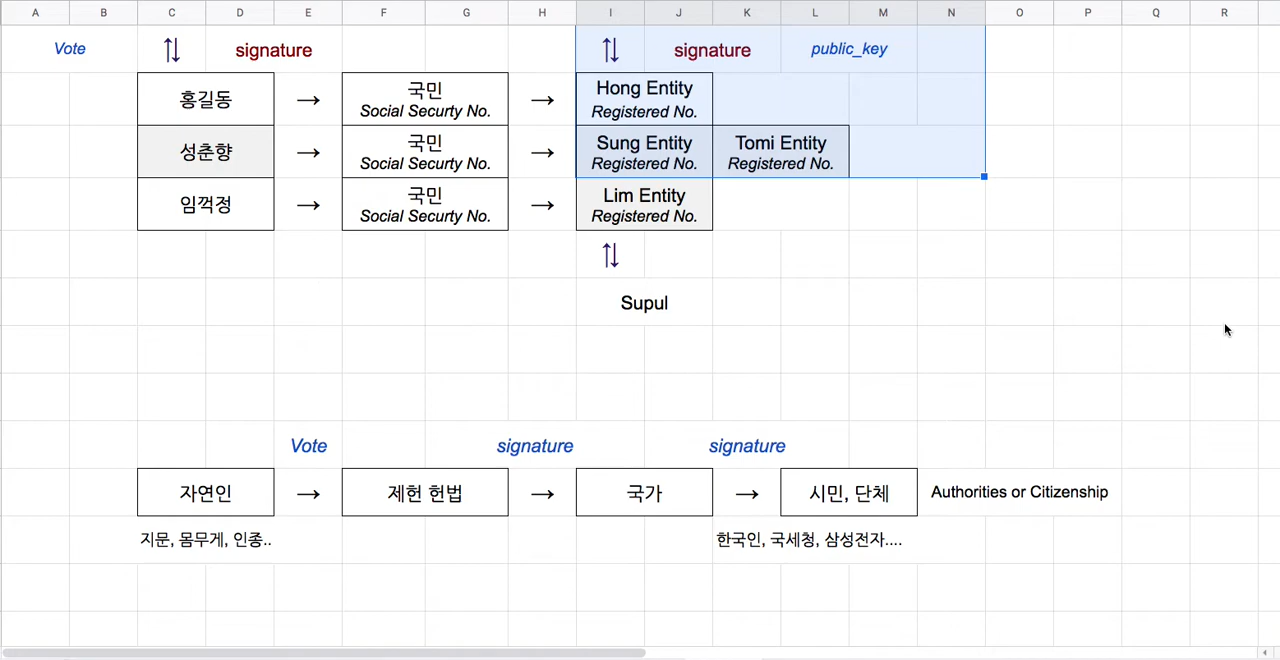 A B C D E F G H I J K L M N O P Q R
Vote ↑↓ signature ↑↓ signature public_key
홍길동 → 국민 → Hong Entity
Social Securty No. Registered No.
성춘향 → 국민 → Sung Entity Tomi Entity
Social Securty No. Registered No. Registered No.
임꺽정 → 국민 → Lim Entity
Social Securty No. Registered No.
↑↓
Supul
Vote signature signature
자연인 → 제헌 헌법 → 국가 → 시민, 단체 Authorities or Citizenship
지문, 몸무게, 인종.. 한국인, 국세청, 삼성전자....